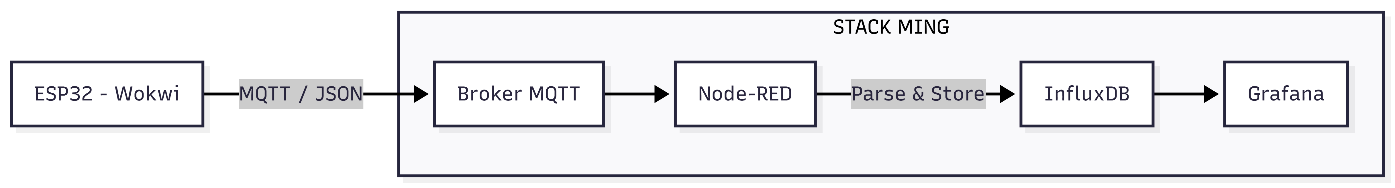 STACK MING
ESP32 - Wokwi
MQTT / JSON
Broker MQTT
Node-RED
Parse & Store
InfluxDB
Grafana